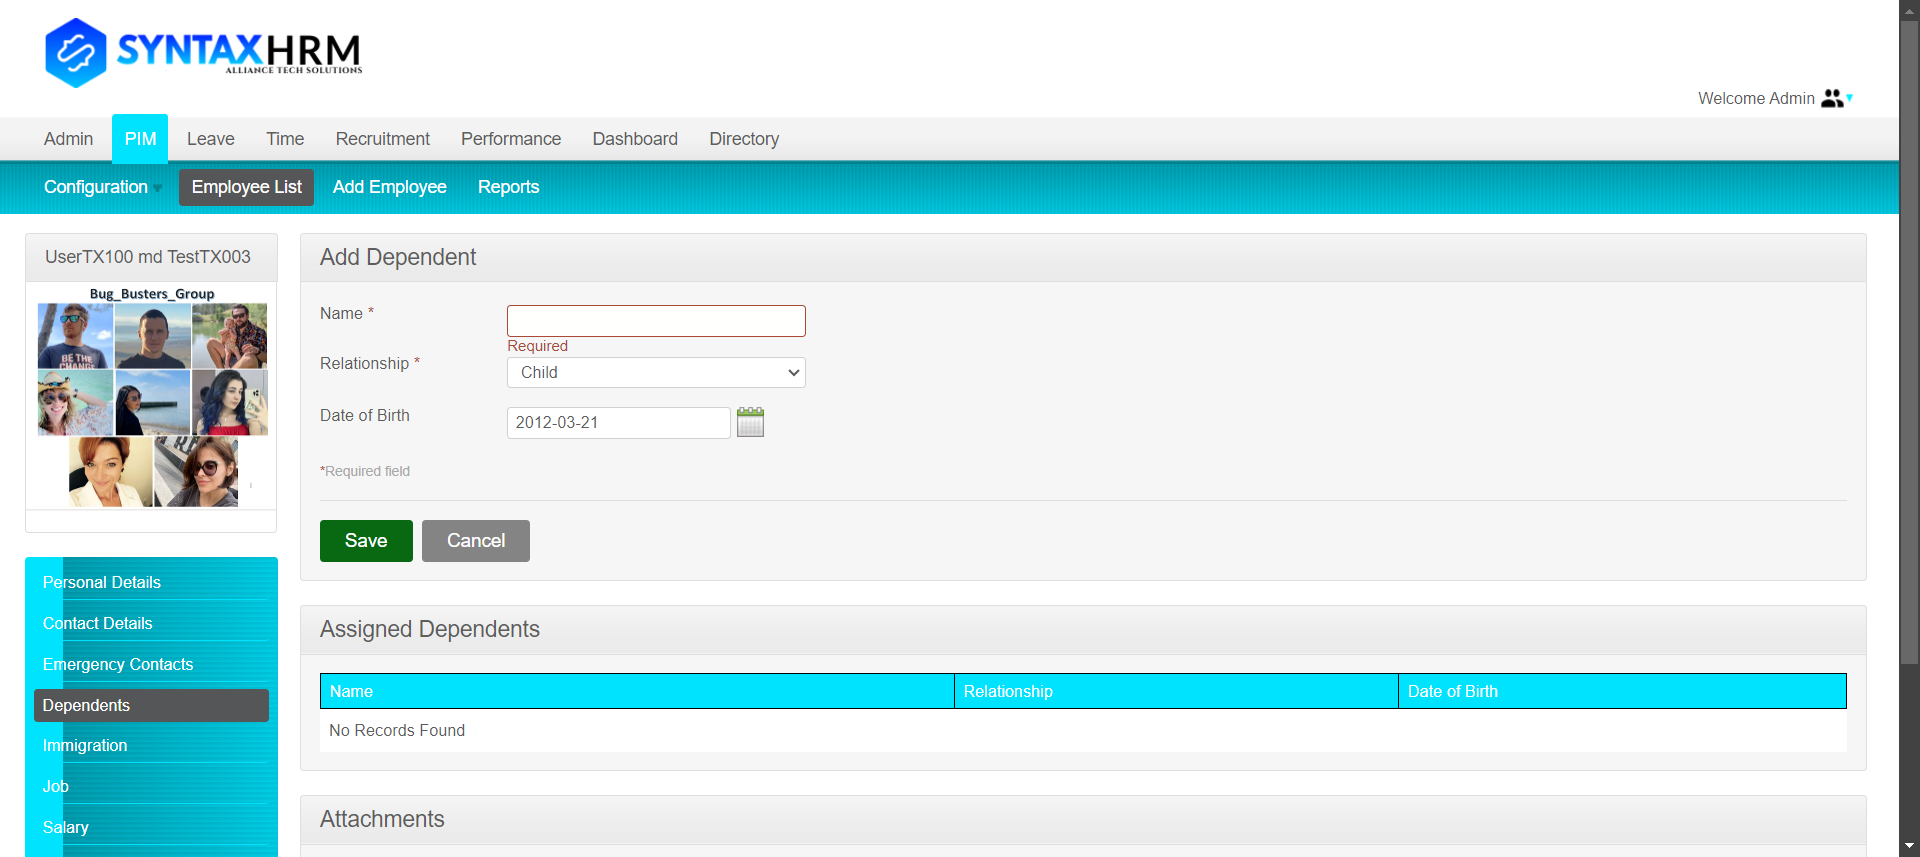 SYNTAXHRM
ALLIANCE TECH SOLUTIONS
Welcome Admin
Admin PIM Leave Time Recruitment Performance Dashboard Directory
Configuration Employee List Add Employee Reports
UserTX100 md TestTX003
Bug_Busters_Group
BE THE
CHANGE
Personal Details
Contact Details
Emergency Contacts
Dependents
Immigration
Job
Salary
Add Dependent
Name *
Required
Relationship * Child
Date of Birth 2012-03-21
*Required field
Save Cancel
Assigned Dependents
Name Relationship Date of Birth
No Records Found
Attachments